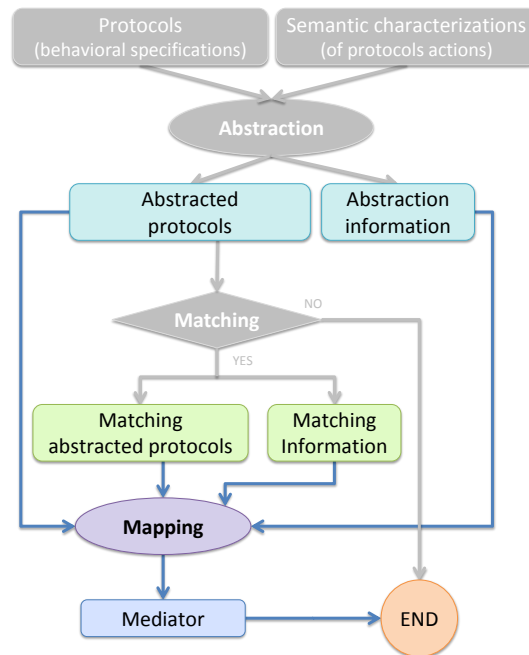 Protocols
(behavioral specifications)
Semantic characterizations
(of protocols actions)
Abstraction
Abstracted
protocols
Abstraction
information
NO
Matching
YES
Matching
abstracted protocols
Matching
Information
Mapping
Mediator
END